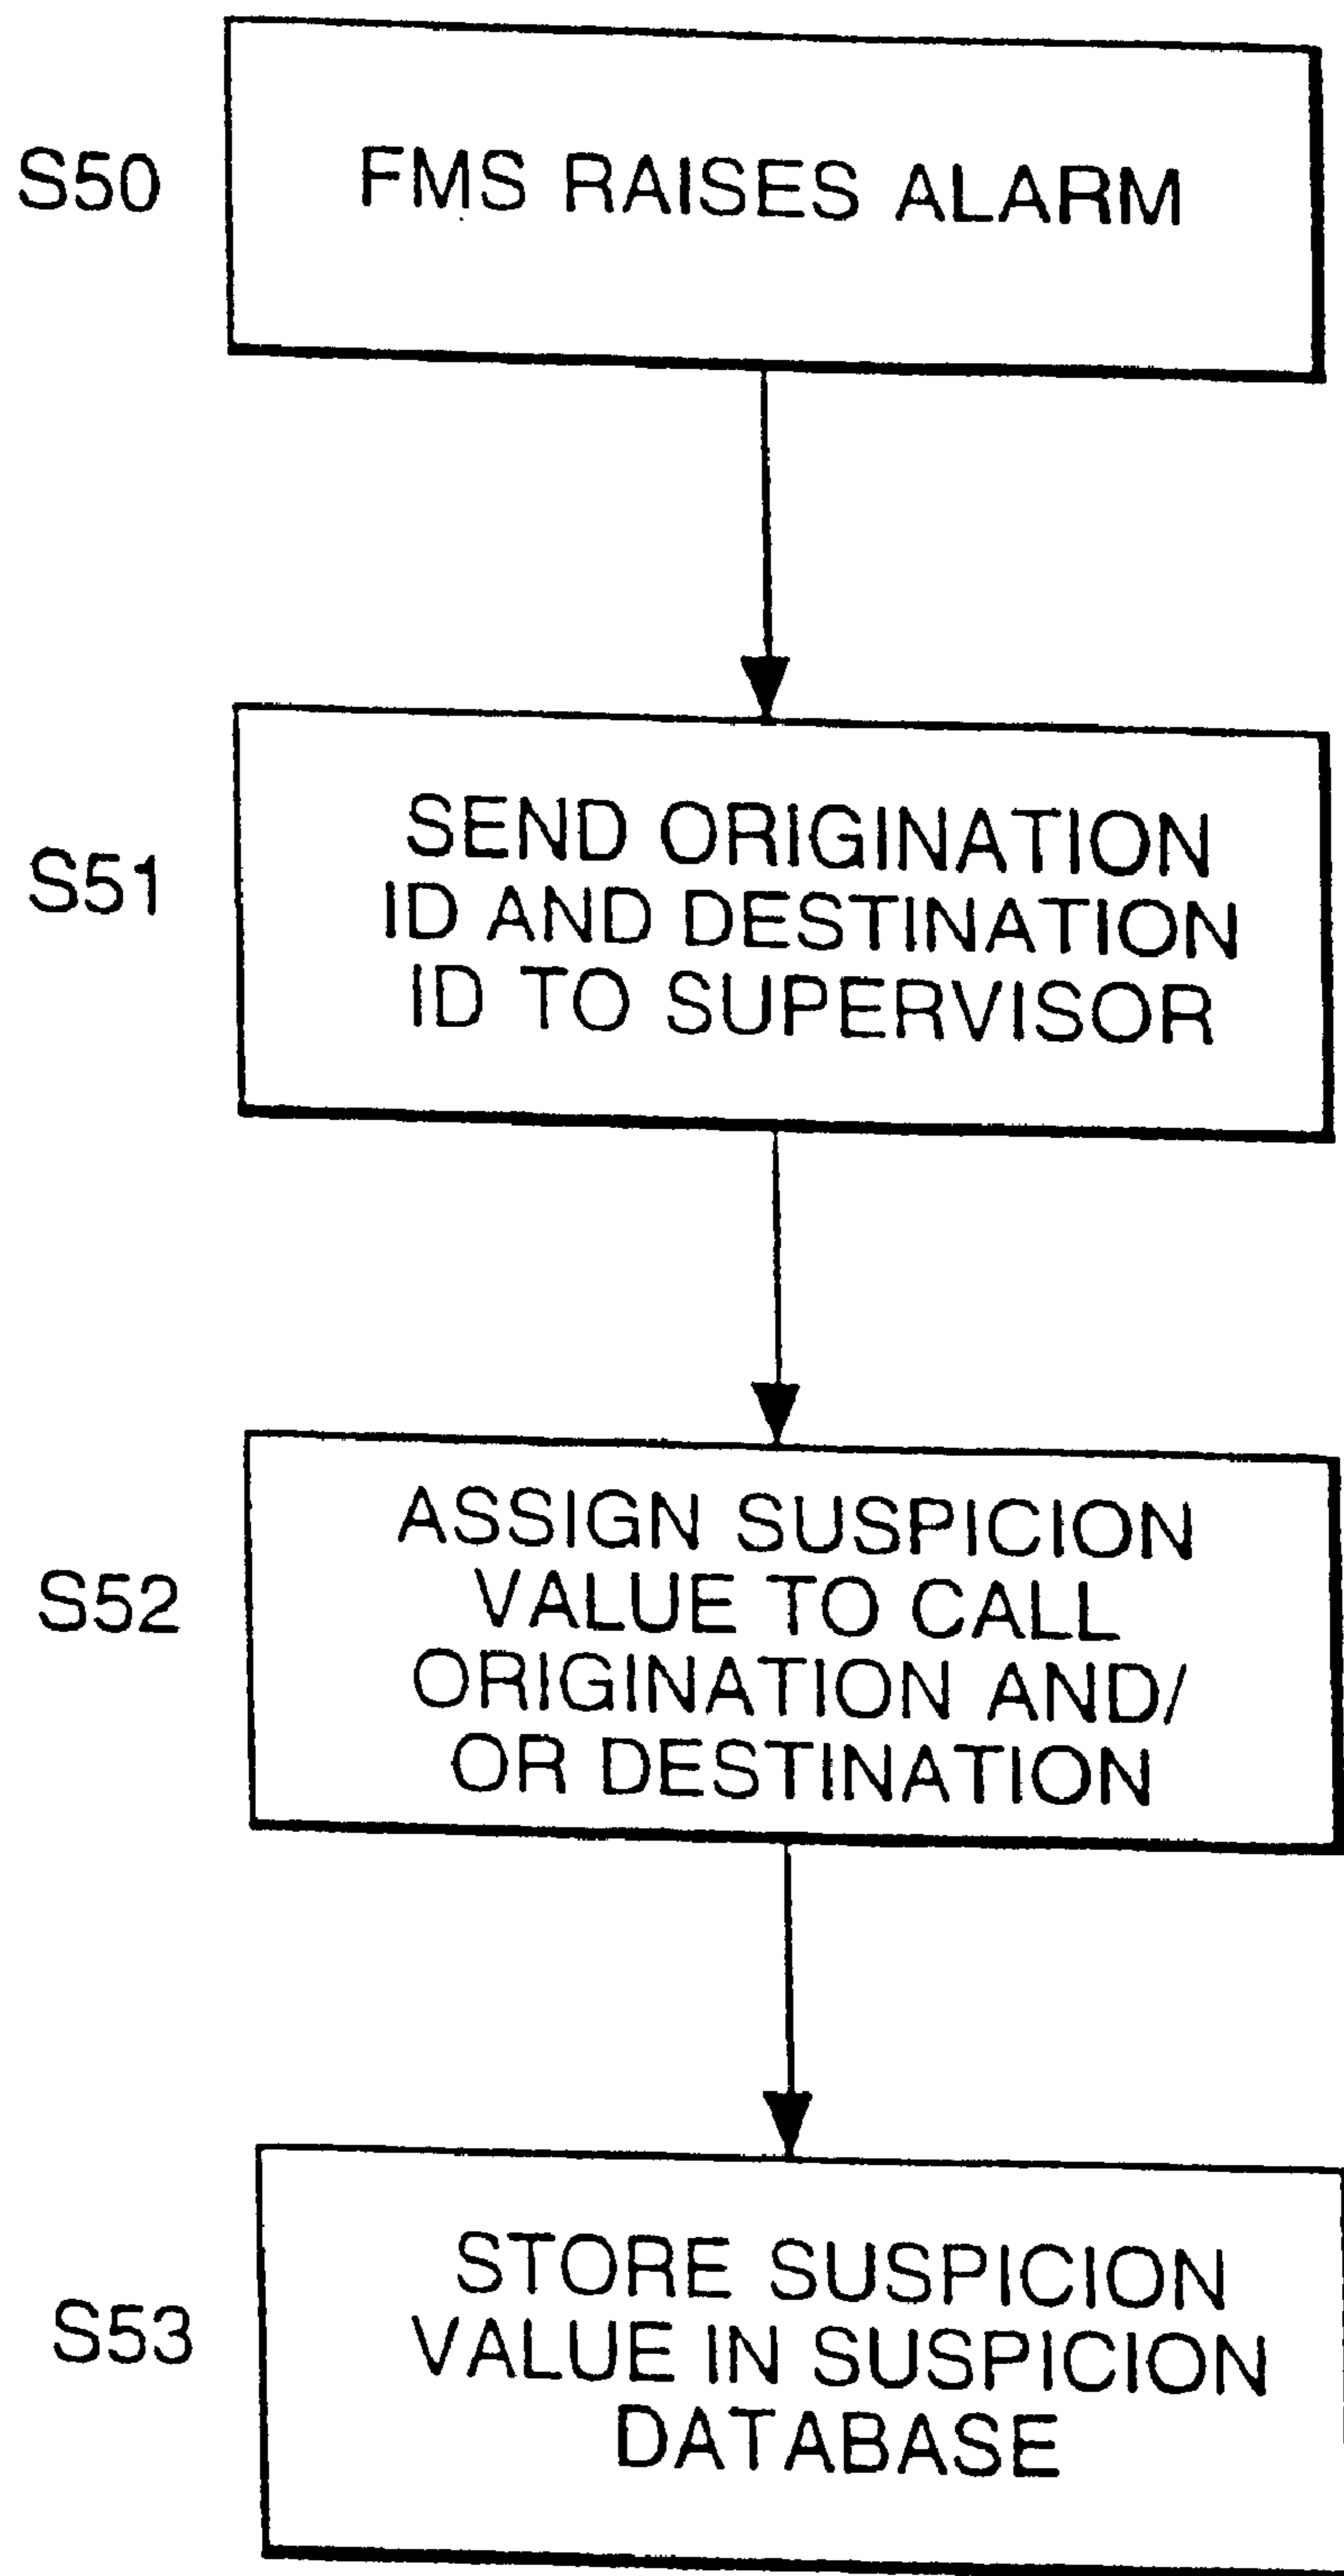 S50
FMS RAISES ALARM
S51
SEND ORIGINATION
ID AND DESTINATION
ID TO SUPERVISOR
S52
ASSIGN SUSPICION
VALUE TO CALL
ORIGINATION AND/
OR DESTINATION
S53
STORE SUSPICION
VALUE IN SUSPICION
DATABASE